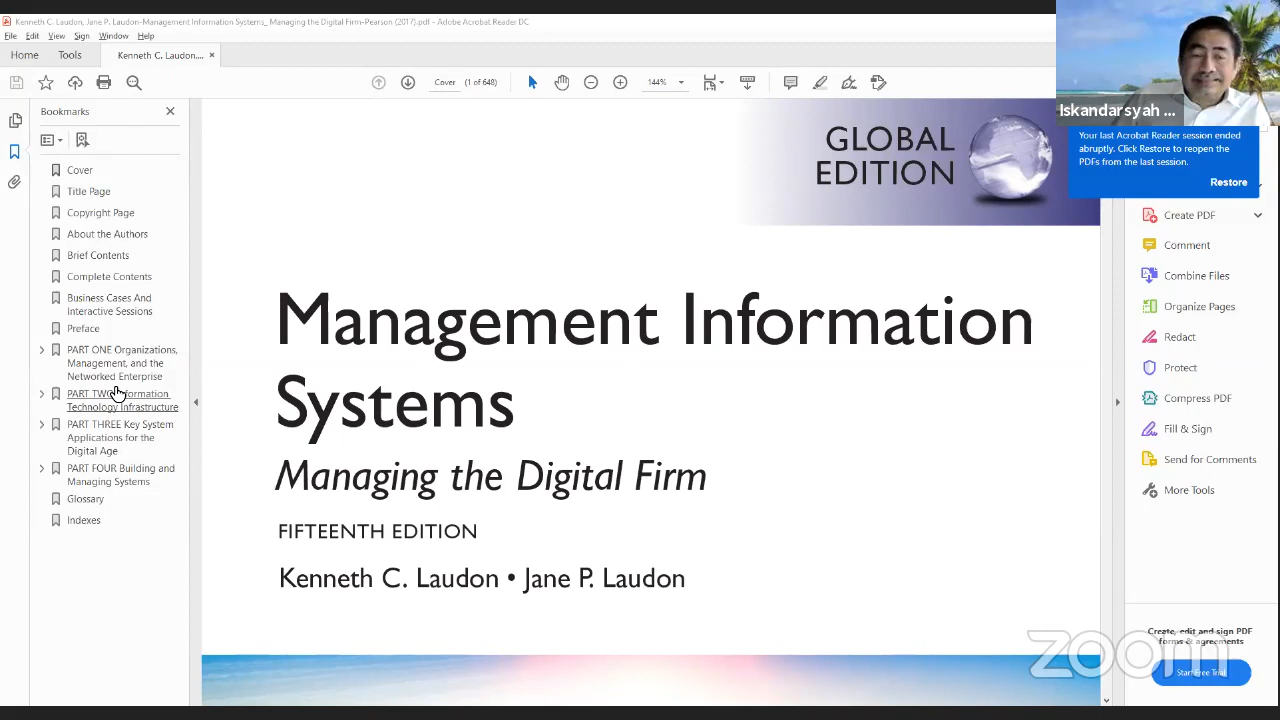 Kenneth C. Laudon, Jane P. Laudon-Management Information Systems_ Managing the Digital Firm-Pearson (2017).pdf - Adobe Acrobat Reader DC
File Edit View Sign Window Help
Home Tools Kenneth C. Laudon,... ×
Cover (1 of 648) 144%
Bookmarks
Cover
Title Page
Copyright Page
About the Authors
Brief Contents
Complete Contents
Business Cases And
Interactive Sessions
Preface
PART ONE Organizations,
Management, and the
Networked Enterprise
PART TWO Information
Technology Infrastructure
PART THREE Key System
Applications for the
Digital Age
PART FOUR Building and
Managing Systems
Glossary
Indexes
GLOBAL
EDITION
Management Information
Systems
Managing the Digital Firm
FIFTEENTH EDITION
Kenneth C. Laudon • Jane P. Laudon
Iskandarsyah ...
Your last Acrobat Reader session ended
abruptly. Click Restore to reopen the
PDFs from the last session.
Restore
Create PDF
Comment
Combine Files
Organize Pages
Redact
Protect
Compress PDF
Fill & Sign
Send for Comments
More Tools
Create, edit and sign PDF
forms & agreements
Start Free Trial
zoom